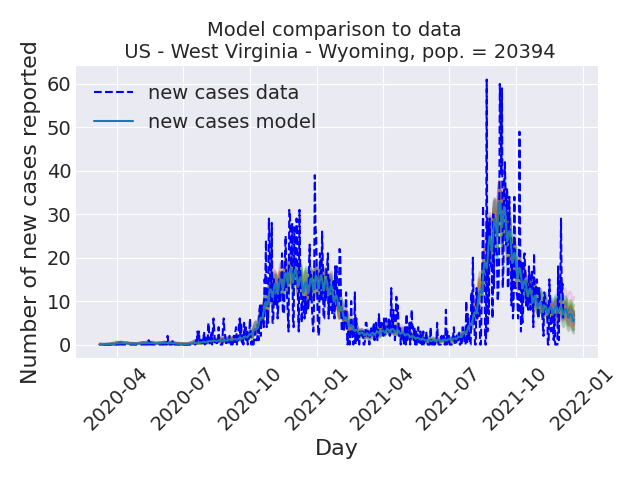 Model comparison to data
US - West Virginia - Wyoming, pop. = 20394
Number of new cases reported
60
50
40
30
20
10
0
new cases data
new cases model
2020-04
2020-07
2020-10
2021-01
2021-04
2021-07
2021-10
2022-01
Day